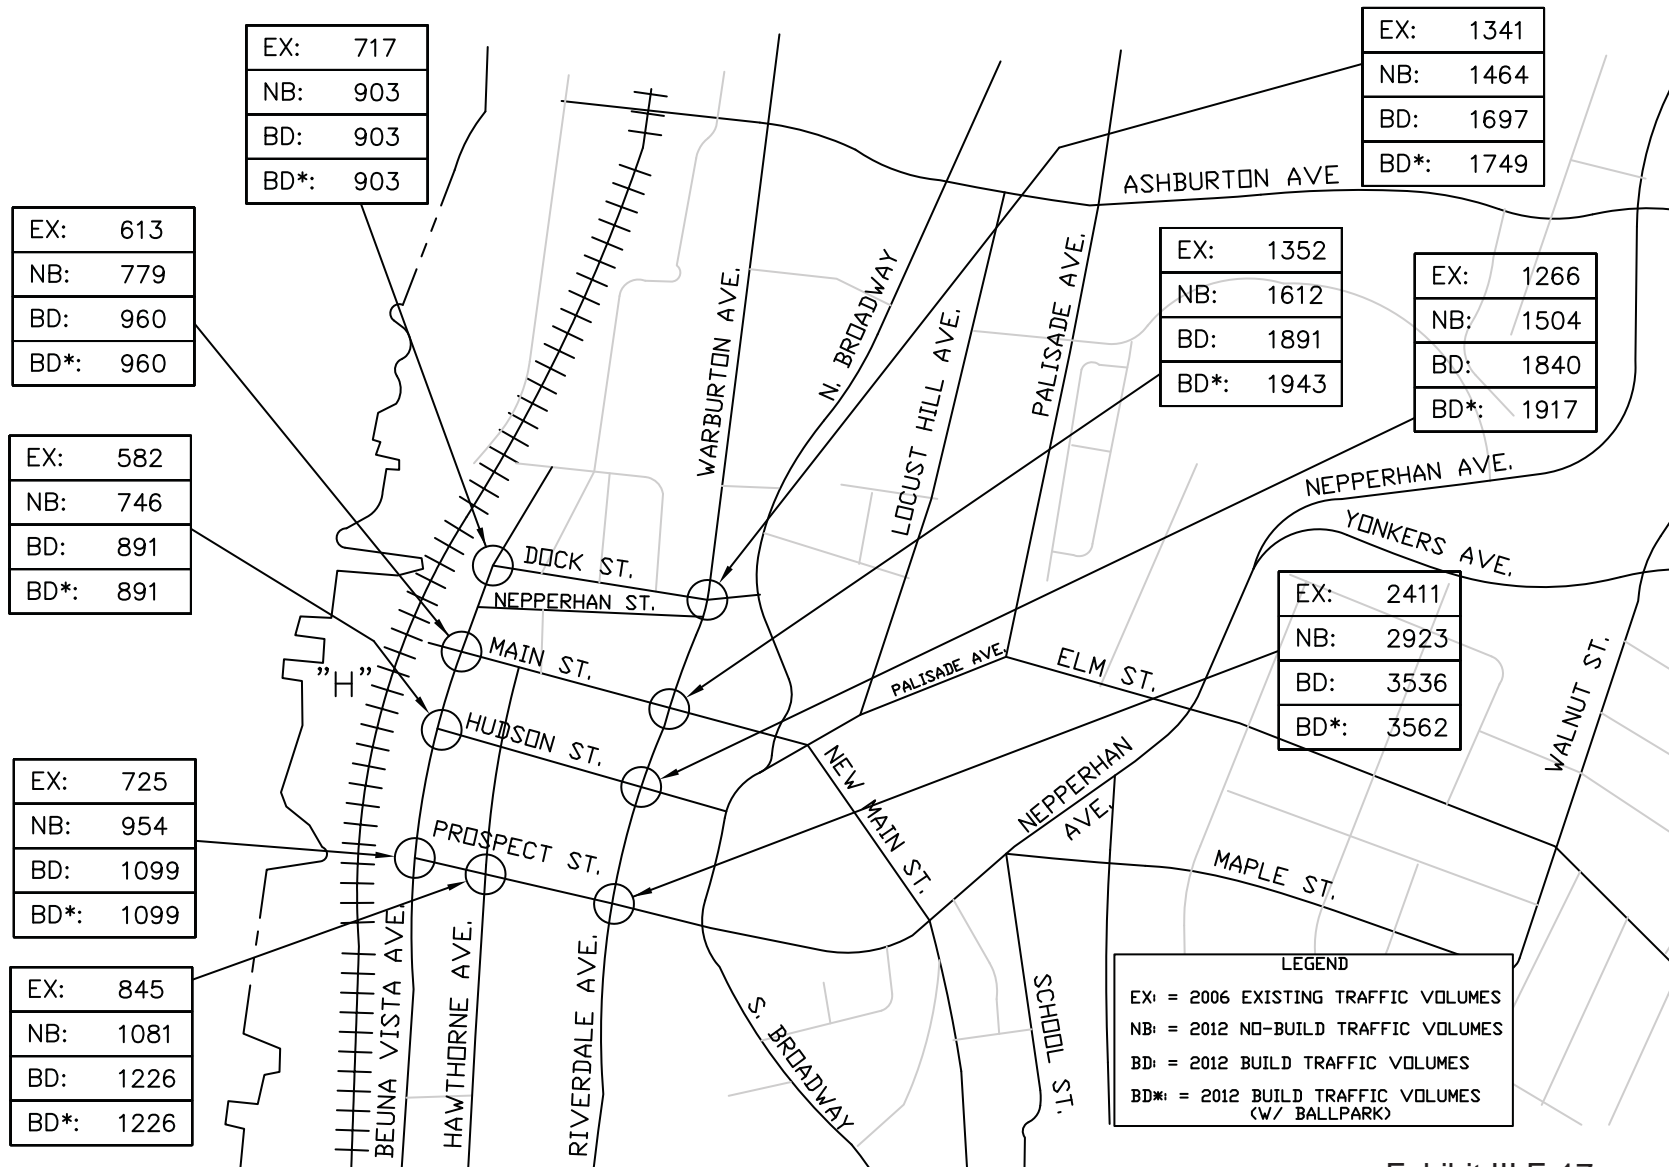 EX: 717
NB: 903
BD: 903
BD*: 903
EX: 1341
NB: 1464
BD: 1697
BD*: 1749
EX: 613
NB: 779
BD: 960
BD*: 960
EX: 1352
NB: 1612
BD: 1891
BD*: 1943
EX: 1266
NB: 1504
BD: 1840
BD*: 1917
EX: 582
NB: 746
BD: 891
BD*: 891
EX: 2411
NB: 2923
BD: 3536
BD*: 3562
EX: 725
NB: 954
BD: 1099
BD*: 1099
EX: 845
NB: 1081
BD: 1226
BD*: 1226
ASHBURTON AVE
WARBURTON AVE.
N. BROADWAY
LOCUST HILL AVE.
PALISADE AVE.
NEPPERHAN AVE.
YONKERS AVE.
DOCK ST.
NEPPERHAN ST.
MAIN ST.
"H"
HUDSON ST.
PALISADE AVE.
ELM ST.
WALNUT ST.
NEW MAIN ST.
NEPPERHAN
AVE.
PROSPECT ST.
MAPLE ST.
BEUNA VISTA AVE.
HAWTHORNE AVE.
RIVERDALE AVE.
S. BROADWAY
SCHOOL ST.
LEGEND
EX: = 2006 EXISTING TRAFFIC VOLUMES
NB: = 2012 NO-BUILD TRAFFIC VOLUMES
BD: = 2012 BUILD TRAFFIC VOLUMES
BD*: = 2012 BUILD TRAFFIC VOLUMES
(W/ BALLPARK)